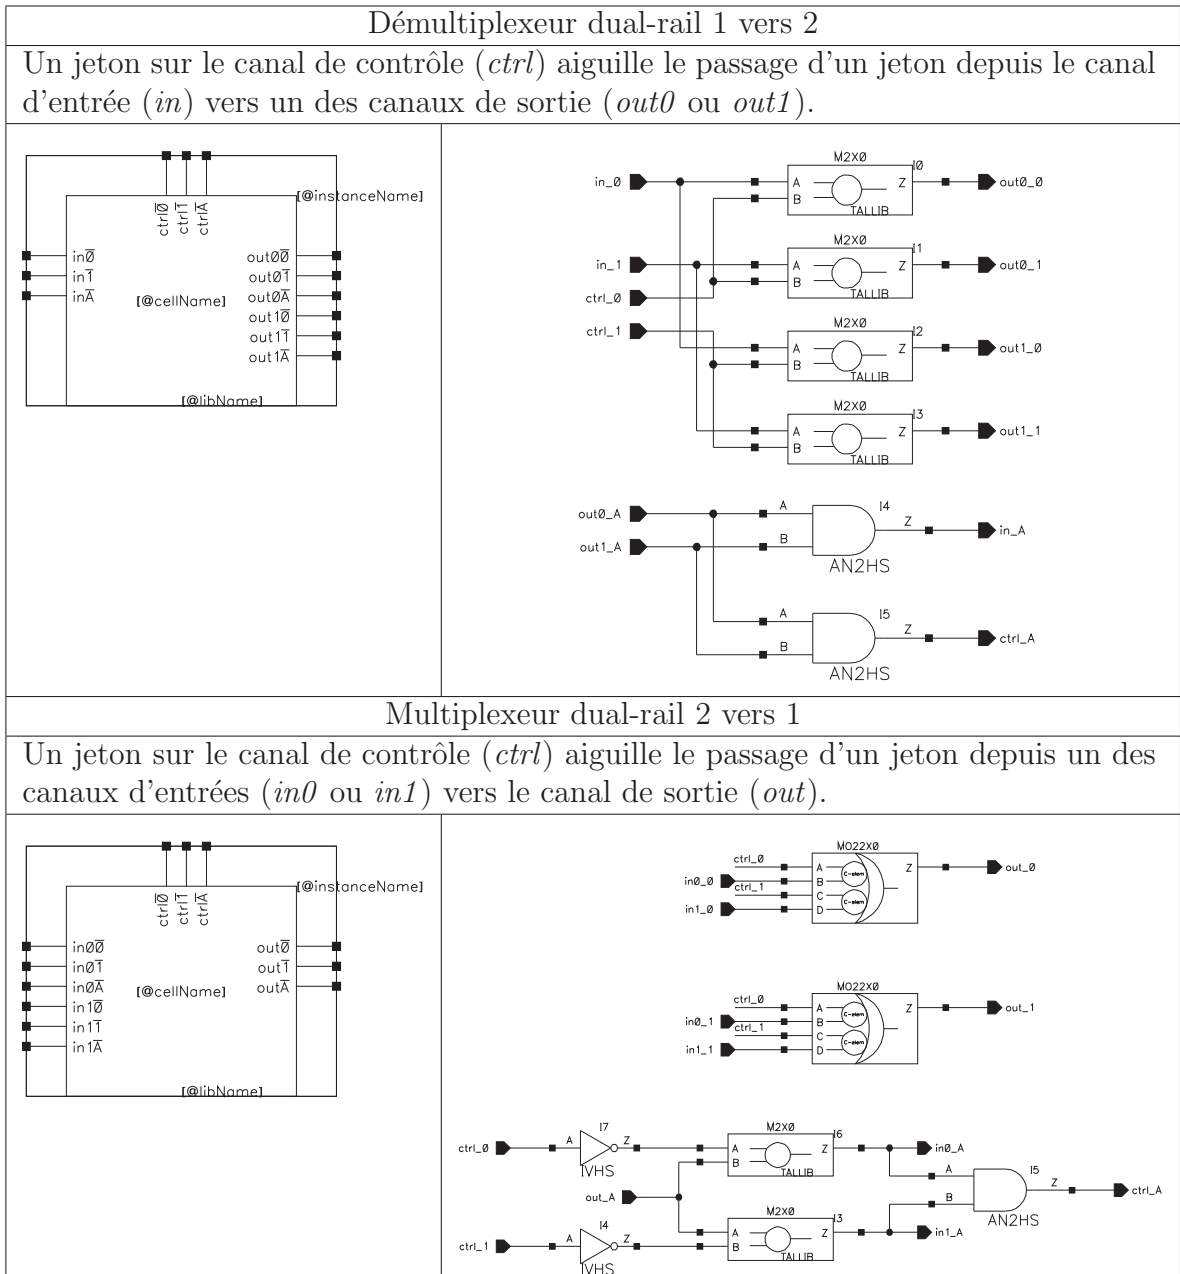 Démultiplexeur dual-rail 1 vers 2
Un jeton sur le canal de contrôle (ctrl) aiguille le passage d'un jeton depuis le canal
d'entrée (in) vers un des canaux de sortie (out0 ou out1).
[@instanceName]
ctrl0̅ ctrl1̅ ctrlA̅
in0̅ out00̅
in1̅ out01̅
inA̅ [@cellName] out0A̅
out10̅
out11̅
out1A̅
[@libName]
M2X0
I0
in_0 A Z out0_0
B
TALLIB
M2X0
I1
in_1 A Z out0_1
B
ctrl_0
TALLIB
M2X0
ctrl_1 I2
A Z out1_0
B
TALLIB
M2X0
I3
A Z out1_1
B
TALLIB
A I4
out0_A Z in_A
out1_A B
AN2HS
A I5
Z ctrl_A
B
AN2HS
Multiplexeur dual-rail 2 vers 1
Un jeton sur le canal de contrôle (ctrl) aiguille le passage d'un jeton depuis un des
canaux d'entrées (in0 ou in1) vers le canal de sortie (out).
[@instanceName]
ctrl0̅ ctrl1̅ ctrlA̅
in00̅ out0̅
in01̅ out1̅
in0A̅ [@cellName] outA̅
in10̅
in11̅
in1A̅
[@libName]
MO22X0
ctrl_0 A Z out_0
in0_0 B C-elem
ctrl_1 C
in1_0 D C-elem
MO22X0
ctrl_0 A Z out_1
in0_1 B C-elem
ctrl_1 C
in1_1 D C-elem
I7 M2X0 I6
ctrl_0 A Z A Z in0_A
B
IVHS TALLIB
A I5
out_A Z ctrl_A
B
AN2HS
I4 M2X0 I3
ctrl_1 A Z A Z in1_A
B
IVHS TALLIB